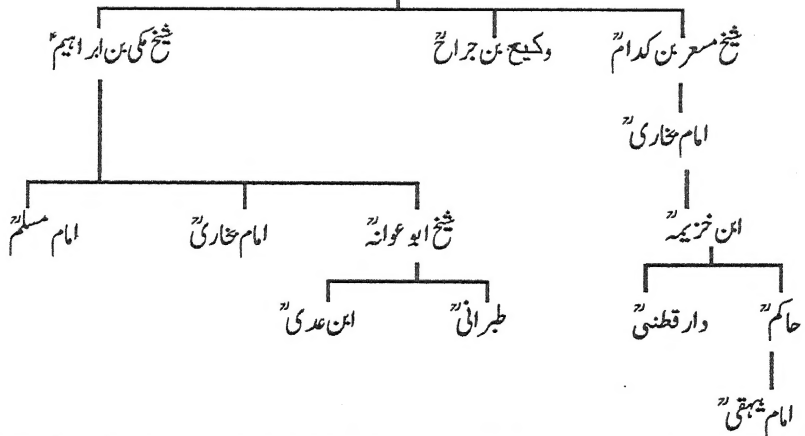 شیخ مسعر بن کدامؒ وکیع بن جراحؒ شیخ مکی بن ابراہیمؒ
امام بخاریؒ
ابن خزیمہؒ شیخ ابو عوانہؒ امام بخاریؒ امام مسلمؒ
حاکمؒ دار قطنیؒ طبرانیؒ ابن عدیؒ
امام بیہقیؒ